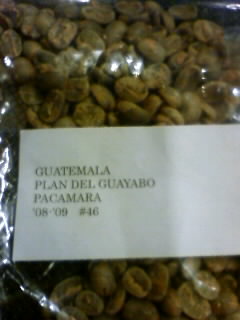 GUATEMALA
PLAN DEL GUAYABO
PACAMARA
'08-'09 #46